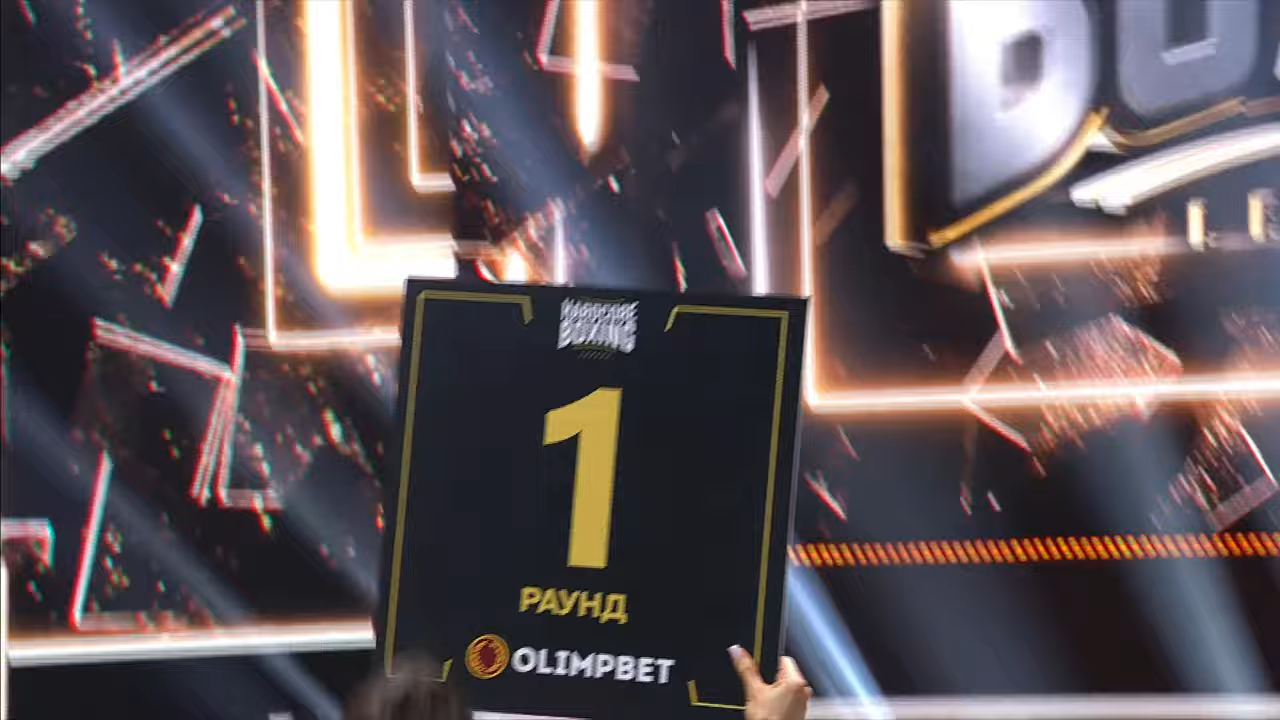 HARDCORE
BOXING
1
РАУНД
OLIMPBET